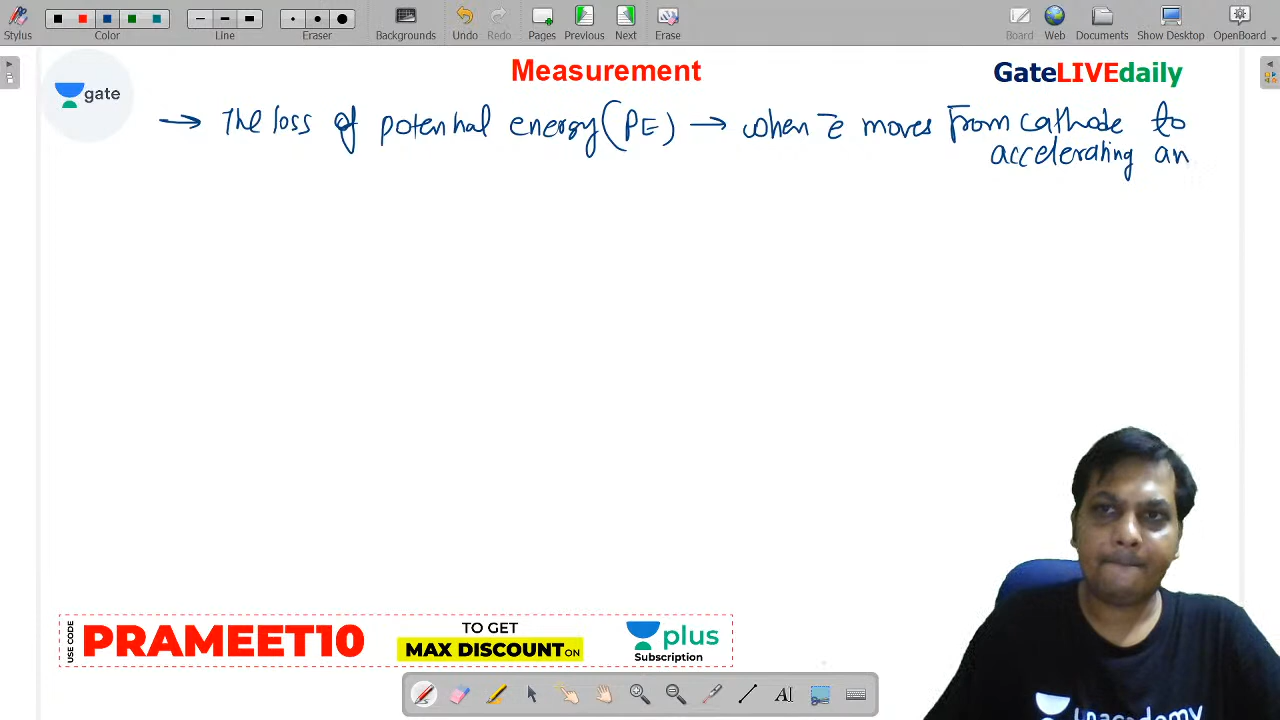 Stylus
Color
Line
Eraser
Backgrounds
Undo
Redo
Pages
Previous
Next
Erase
Board
Web
Documents
Show Desktop
OpenBoard
gate
Measurement
GateLIVEdaily
→ The loss of potential energy (PE) → when e̅ moves from cathode to
accelerating an
USE CODE
PRAMEET10
TO GET
MAX DISCOUNT ON
plus
Subscription
AI
unacademy